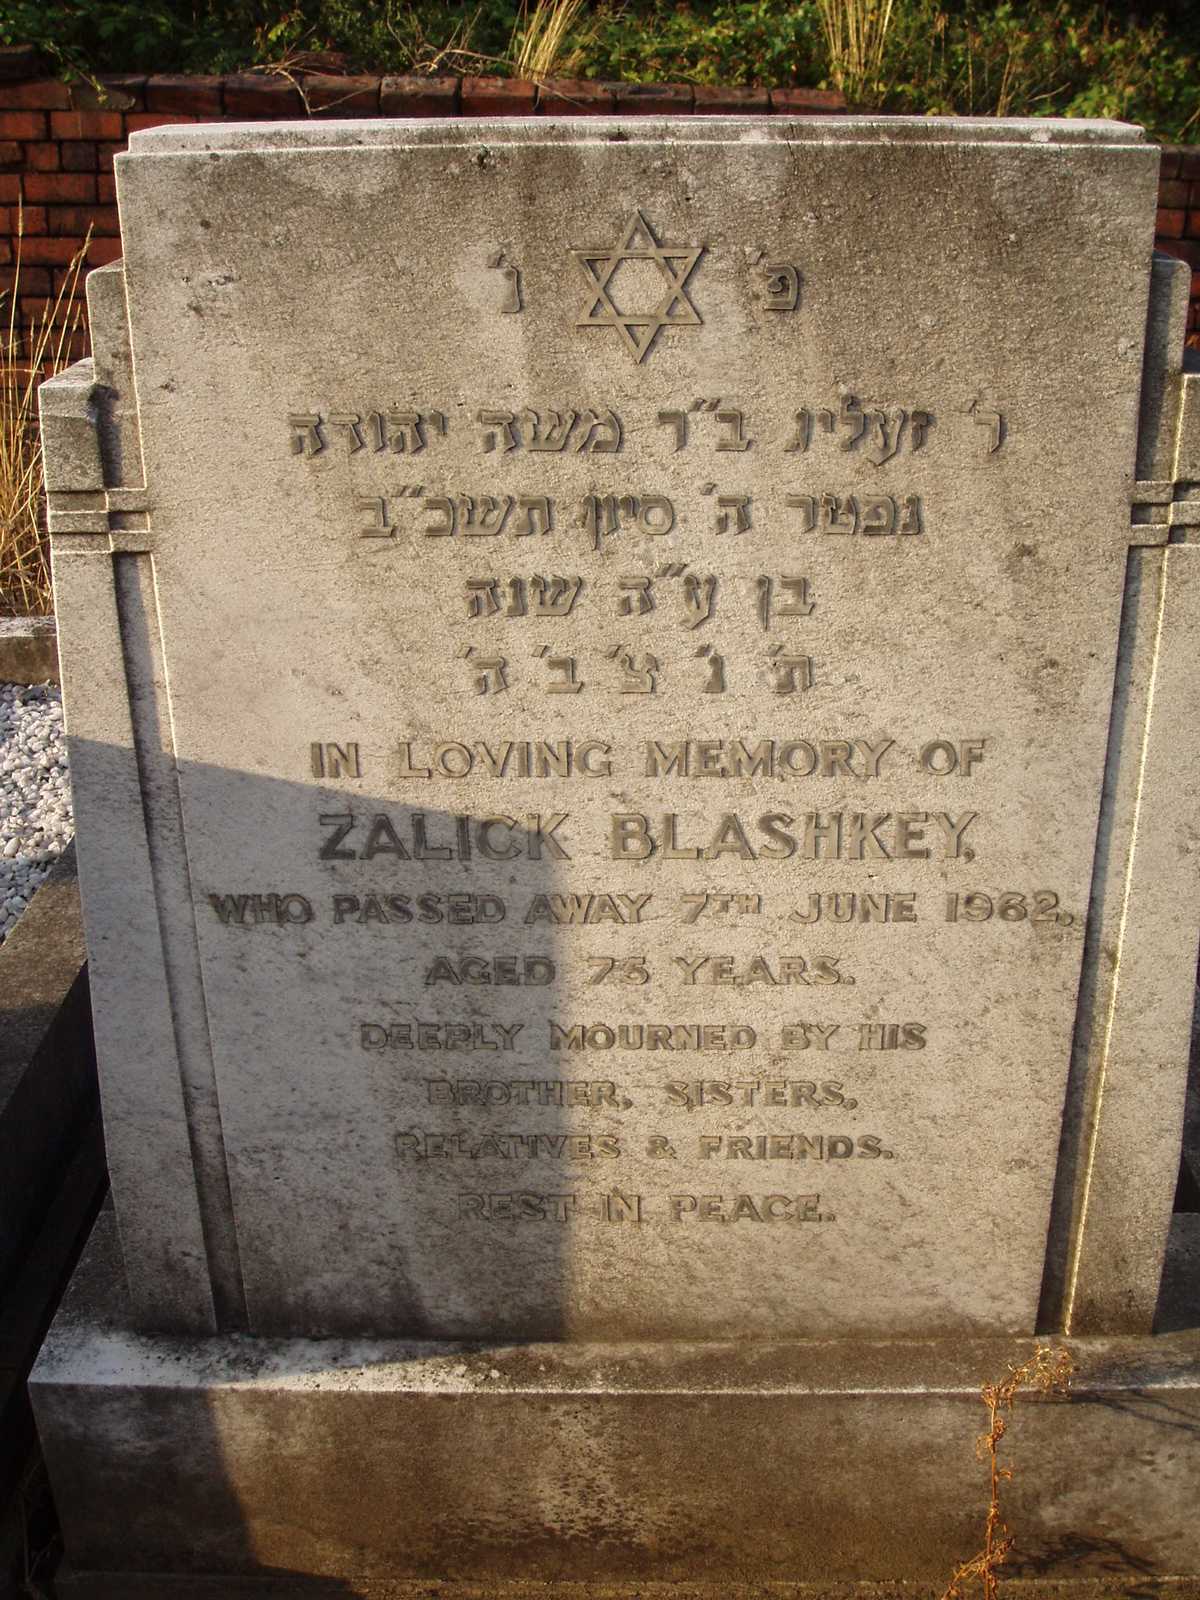 פ' נ'
ר' זעליג ב"ר משה יהודה
נפטר ה' סיון תשכ"ב
בן ע"ה שנה
ת' נ' צ' ב' ה'
IN LOVING MEMORY OF
ZALICK BLASHKEY,
WHO PASSED AWAY 7TH JUNE 1962,
AGED 75 YEARS.
DEEPLY MOURNED BY HIS
BROTHER, SISTERS,
RELATIVES & FRIENDS.
REST IN PEACE.